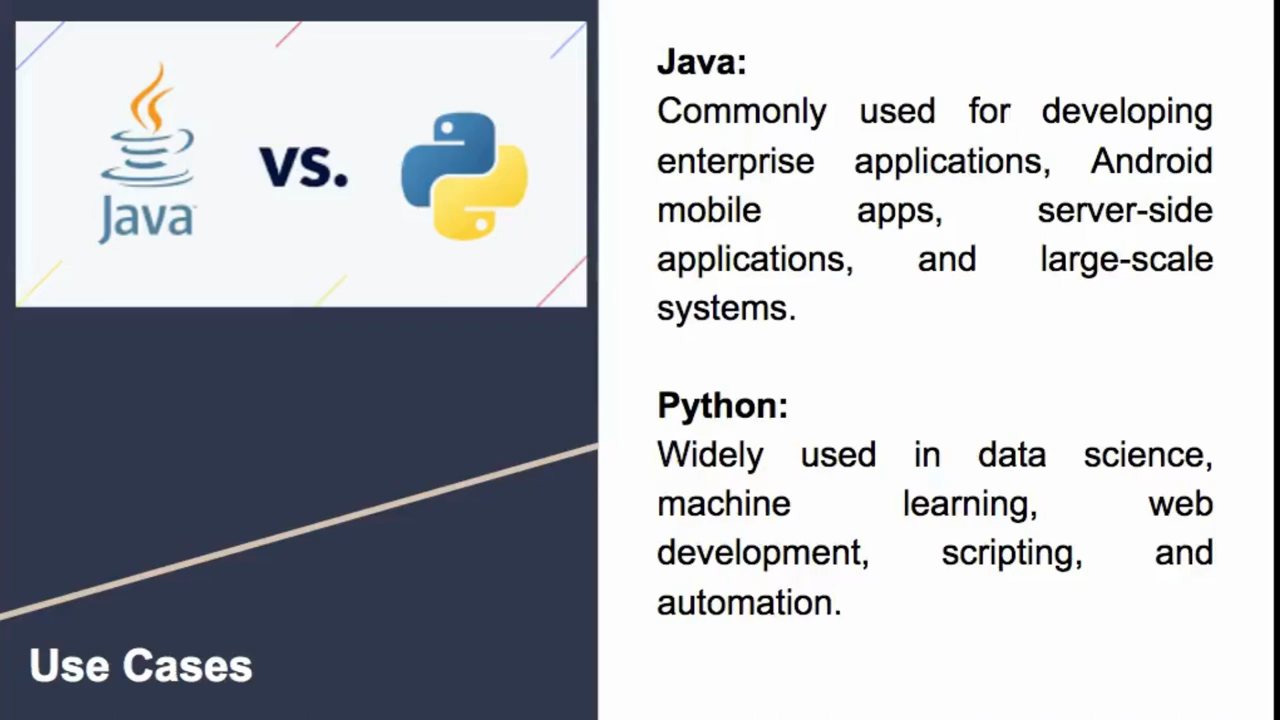 Java
VS.
Use Cases
Java:
Commonly used for developing
enterprise applications, Android
mobile apps, server-side
applications, and large-scale
systems.
Python:
Widely used in data science,
machine learning, web
development, scripting, and
automation.